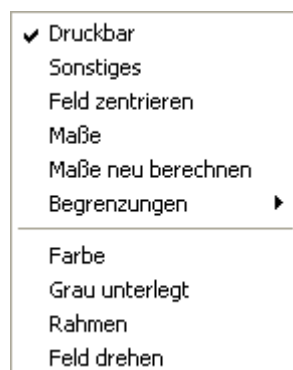 Druckbar
Sonstiges
Feld zentrieren
Maße
Maße neu berechnen
Begrenzungen
Farbe
Grau unterlegt
Rahmen
Feld drehen